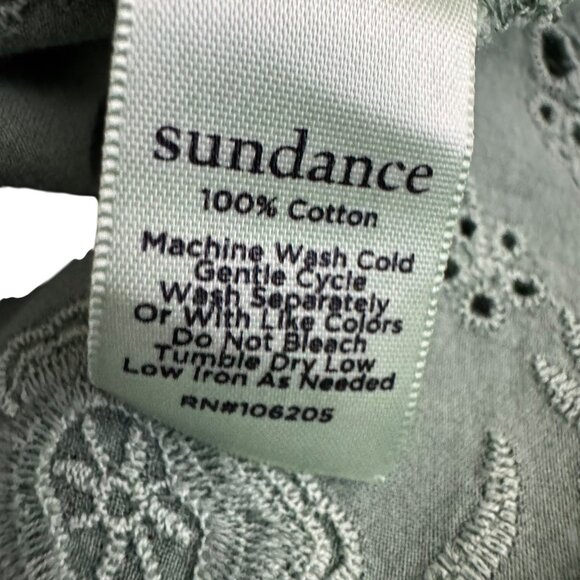 sundance
100% Cotton
Machine Wash Cold
Gentle Cycle
Wash Separately
Or With Like Colors
Do Not Bleach
Tumble Dry Low
Low Iron As Needed
RN#106205